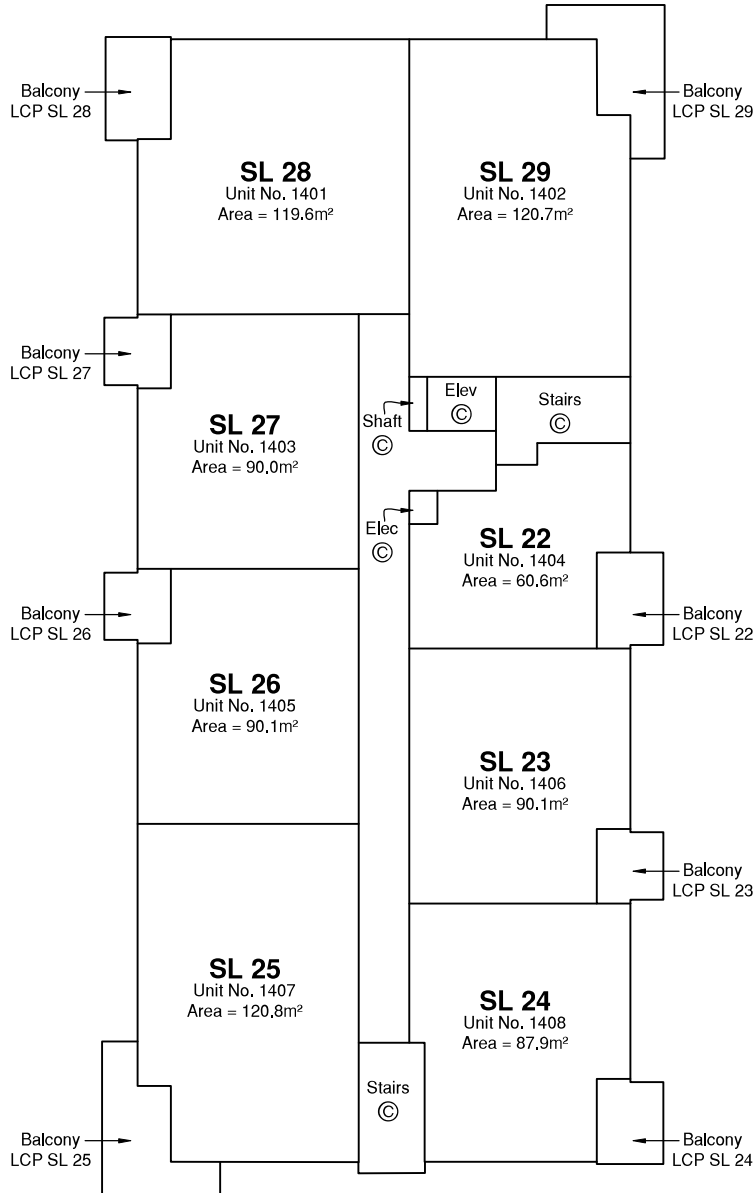 Balcony
LCP SL 28
SL 28
Unit No. 1401
Area = 119.6m²
SL 29
Unit No. 1402
Area = 120.7m²
Balcony
LCP SL 29
Balcony
LCP SL 27
SL 27
Unit No. 1403
Area = 90.0m²
Shaft
©
Elev
©
Stairs
©
Elec
©
SL 22
Unit No. 1404
Area = 60.6m²
Balcony
LCP SL 22
Balcony
LCP SL 26
SL 26
Unit No. 1405
Area = 90.1m²
SL 23
Unit No. 1406
Area = 90.1m²
Balcony
LCP SL 23
SL 25
Unit No. 1407
Area = 120.8m²
SL 24
Unit No. 1408
Area = 87.9m²
Stairs
©
Balcony
LCP SL 25
Balcony
LCP SL 24